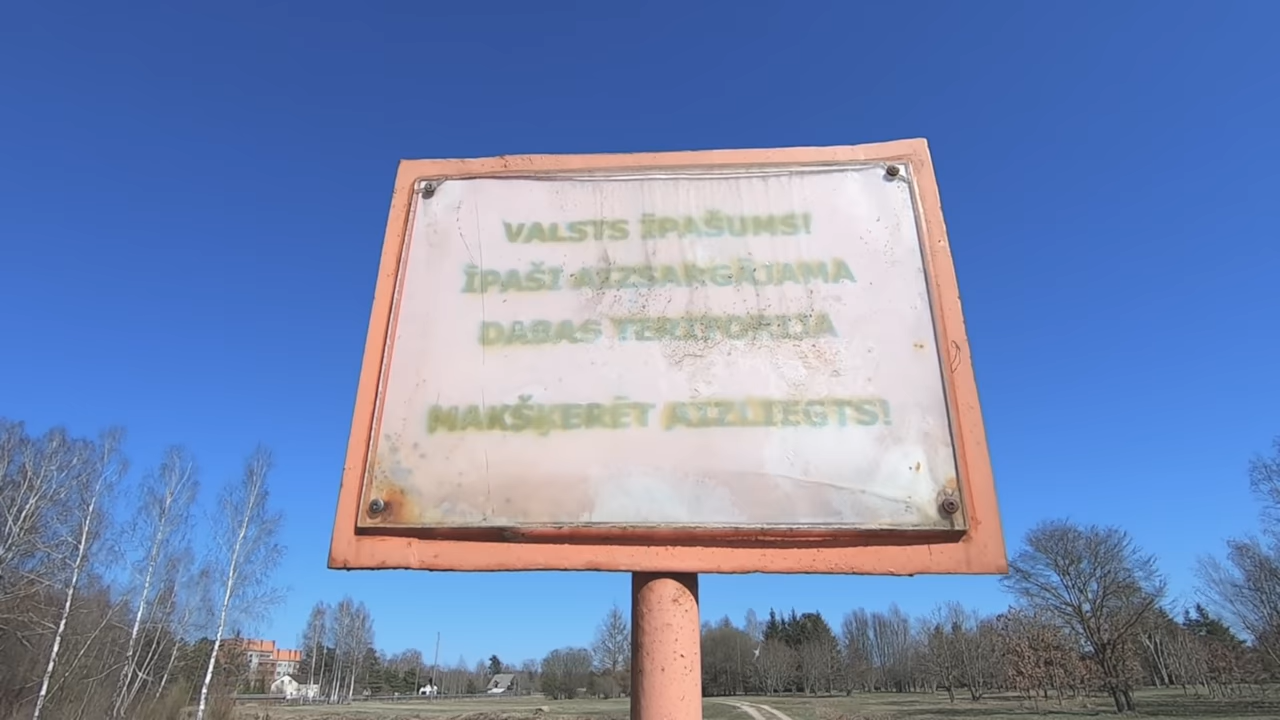 VALSTS ĪPAŠUMS!
ĪPAŠI AIZSARGĀJAMA
DABAS TERITORIJA
MAKŠĶERĒT AIZLIEGTS!